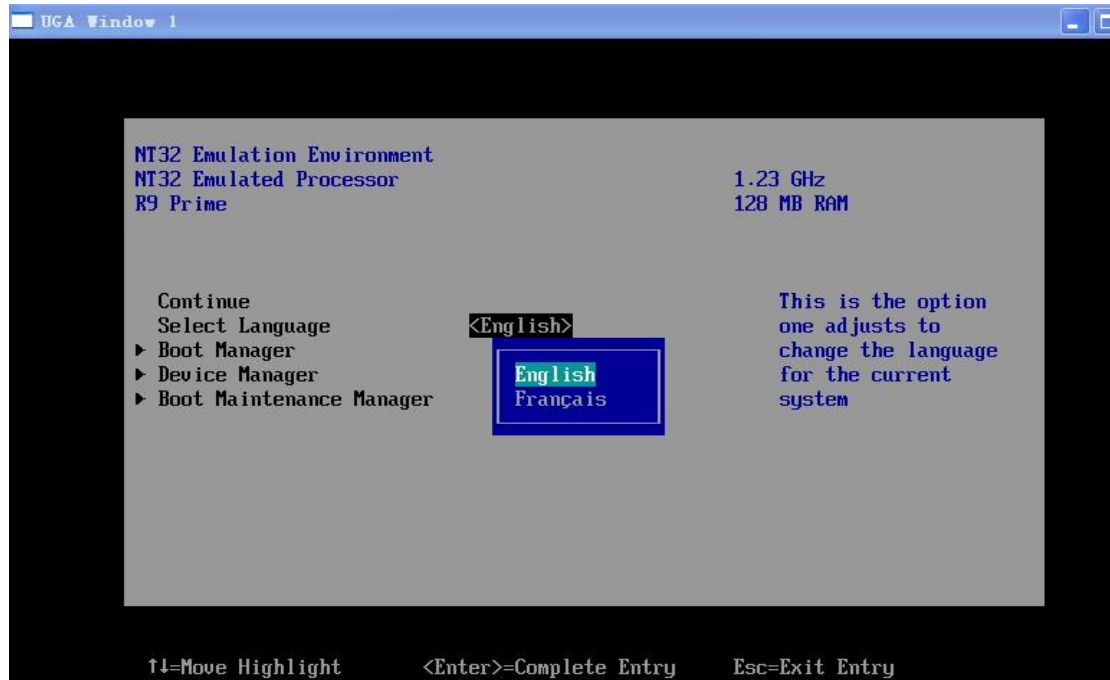 UGA Window 1
NT32 Emulation Environment
NT32 Emulated Processor 1.23 GHz
R9 Prime 128 MB RAM
Continue
Select Language <English>
Boot Manager
Device Manager
Boot Maintenance Manager
English
Français
This is the option
one adjusts to
change the language
for the current
system
↑↓=Move Highlight <Enter>=Complete Entry Esc=Exit Entry